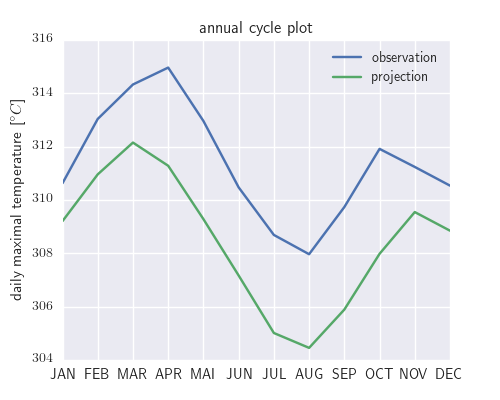 annual cycle plot
316
314
312
310
308
306
304
daily maximal temperature [°C]
observation
projection
JAN FEB MAR APR MAI JUN JUL AUG SEP OCT NOV DEC